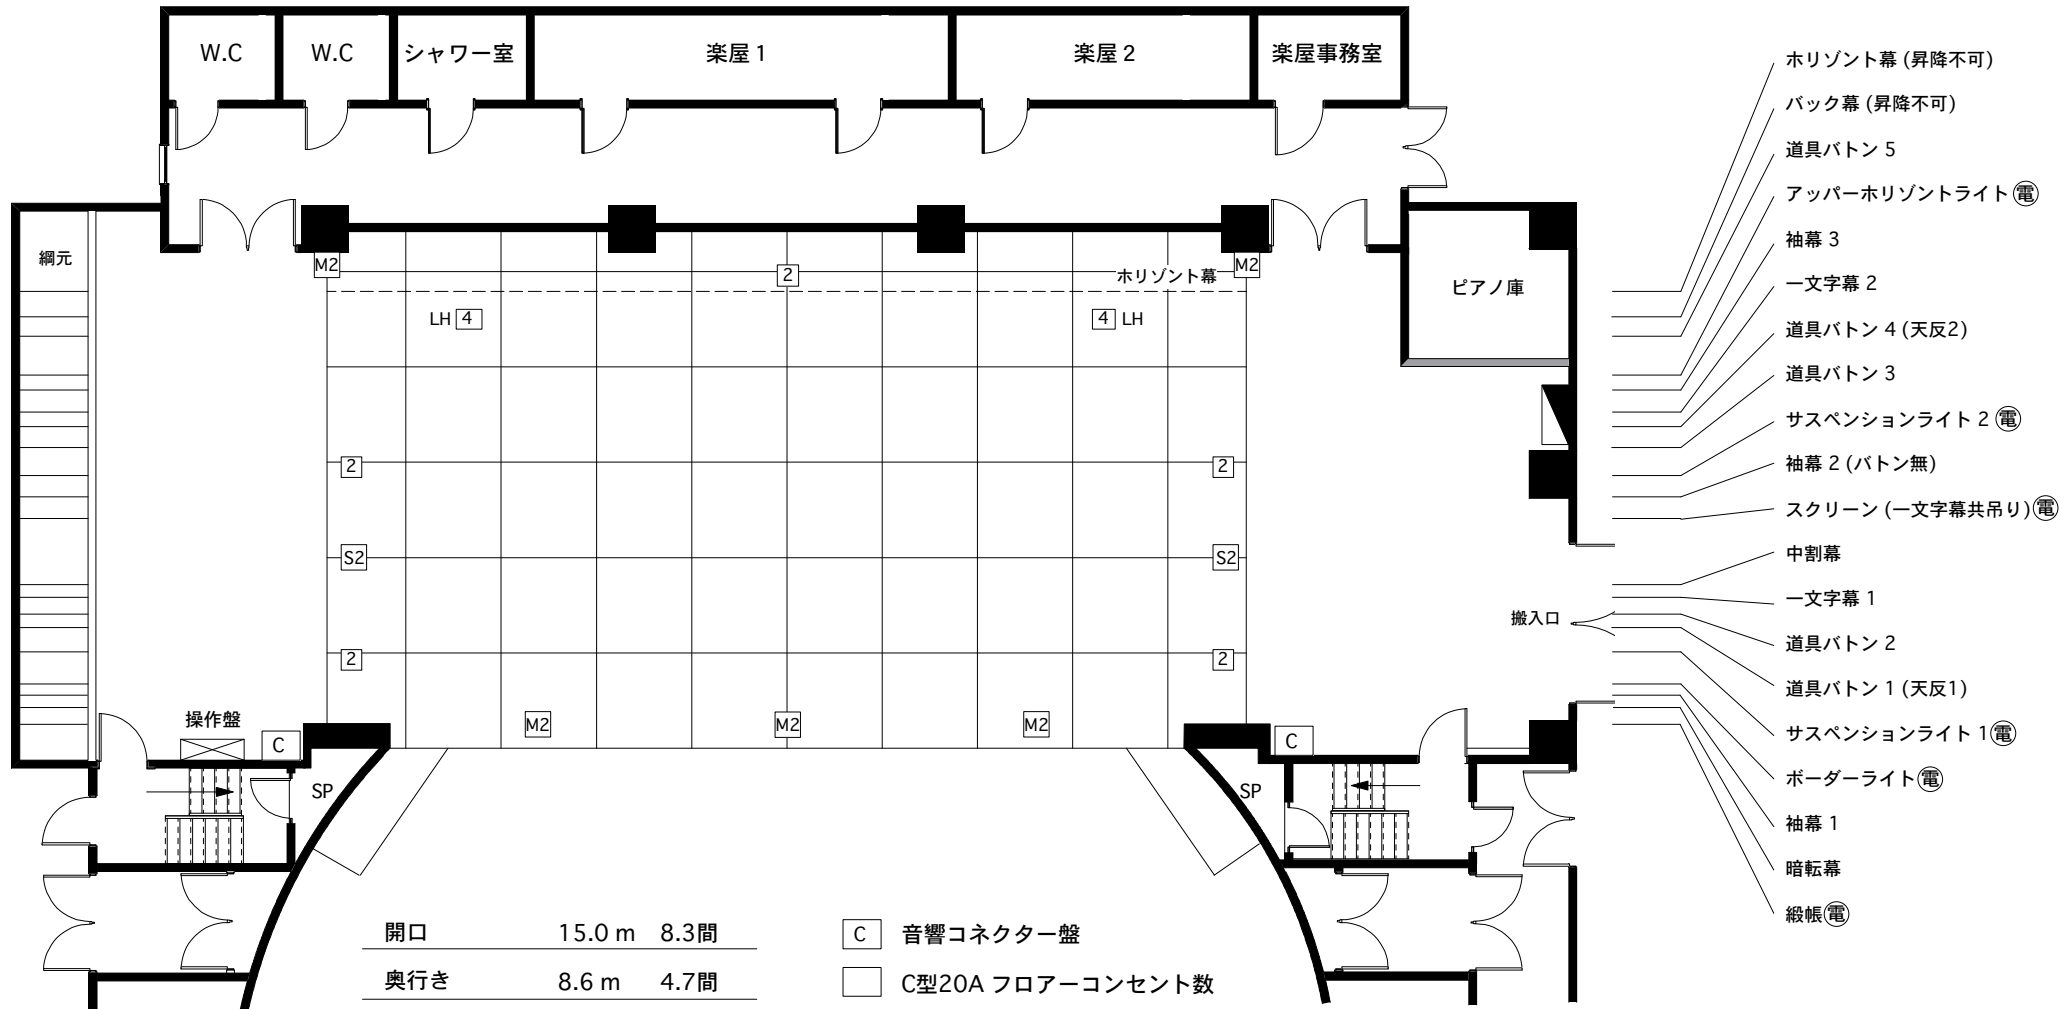 W.C
W.C
シャワー室
楽屋 1
楽屋 2
楽屋事務室
綱元
M2
2
ホリゾント幕
M2
ピアノ庫
LH 4
4 LH
2
2
S2
S2
2
2
搬入口
M2
M2
M2
操作盤
C
C
SP
SP
ホリゾント幕 (昇降不可)
バック幕 (昇降不可)
道具バトン 5
アッパーホリゾントライト 電
袖幕 3
一文字幕 2
道具バトン 4 (天反2)
道具バトン 3
サスペンションライト 2 電
袖幕 2 (バトン無)
スクリーン (一文字幕共吊り) 電
中割幕
一文字幕 1
道具バトン 2
道具バトン 1 (天反1)
サスペンションライト 1 電
ボーダーライト 電
袖幕 1
暗転幕
緞帳 電
開口 15.0 m 8.3間
奥行き 8.6 m 4.7間
C 音響コネクター盤
C型20A フロアーコンセント数